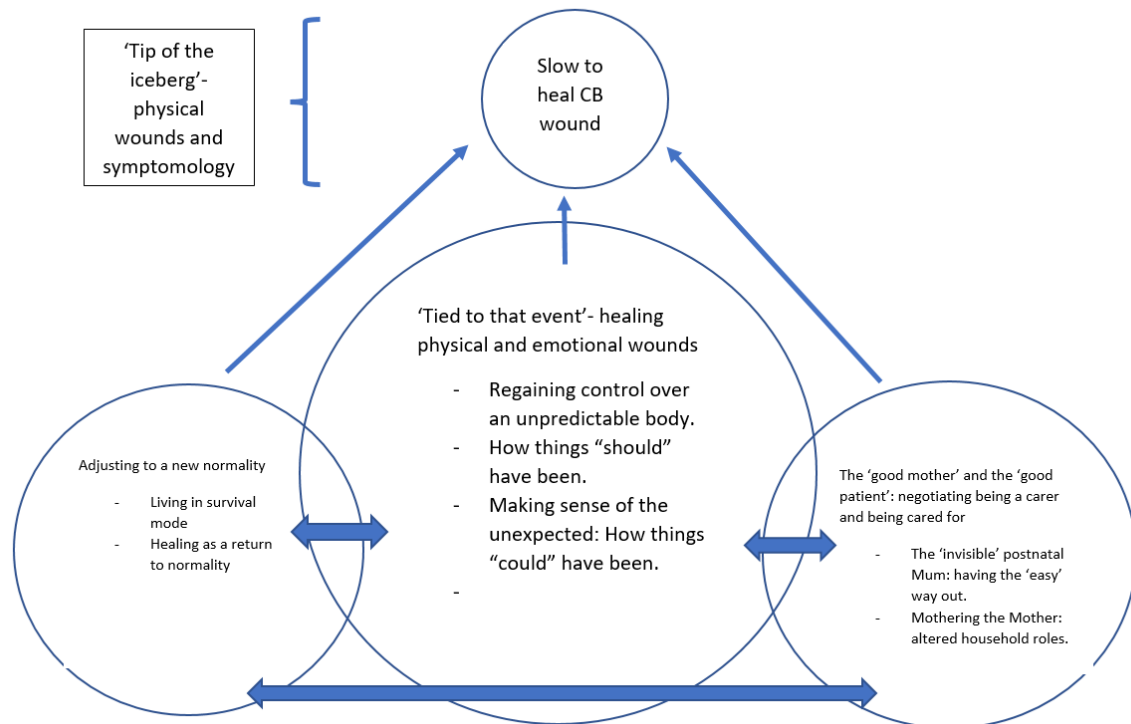 ‘Tip of the
iceberg’-
physical
wounds and
symptomology
Slow to
heal CB
wound
‘Tied to that event’- healing
physical and emotional wounds
- Regaining control over
an unpredictable body.
- How things “should”
have been.
- Making sense of the
unexpected: How things
“could” have been.
-
Adjusting to a new normality
- Living in survival
mode
- Healing as a return
to normality
The ‘good mother’ and the ‘good
patient’: negotiating being a carer
and being cared for
- The ‘invisible’ postnatal
Mum: having the ‘easy’
way out.
- Mothering the Mother:
altered household roles.